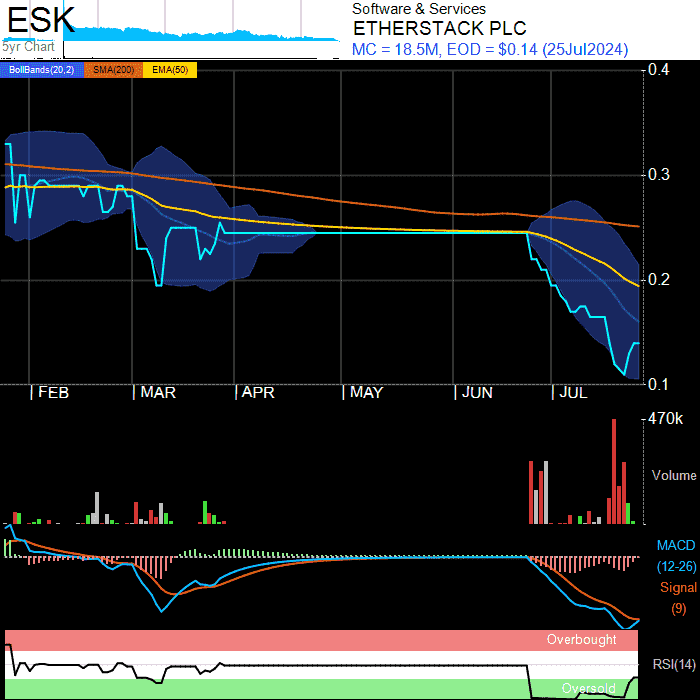 ESK
5yr Chart
Software & Services
ETHERSTACK PLC
MC = 18.5M, EOD = $0.14 (25Jul2024)
BollBands(20,2) SMA(200) EMA(50)
0.4
0.3
0.2
0.1
FEB MAR APR MAY JUN JUL
470k
Volume
MACD
(12-26)
Signal
(9)
Overbought
RSI(14)
Oversold